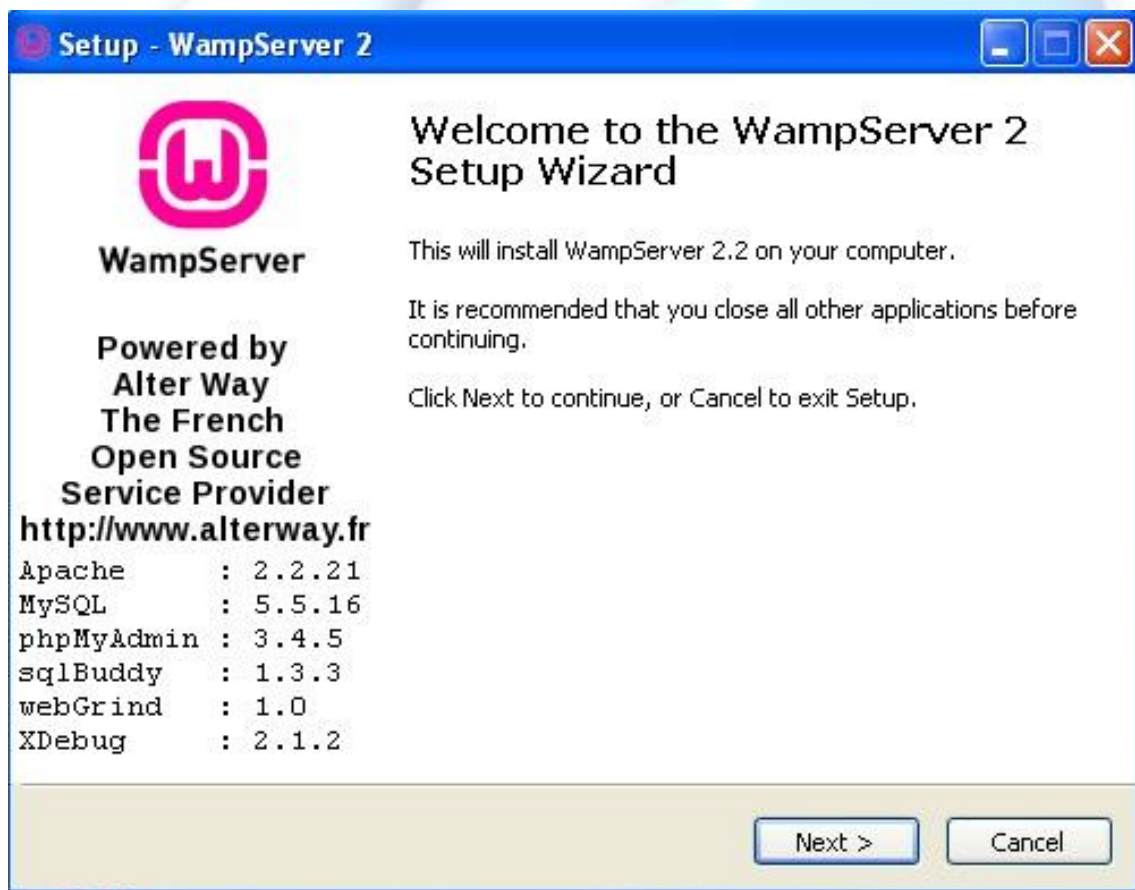 Setup - WampServer 2
WampServer
Powered by
Alter Way
The French
Open Source
Service Provider
http://www.alterway.fr
Apache : 2.2.21
MySQL : 5.5.16
phpMyAdmin : 3.4.5
sqlBuddy : 1.3.3
webGrind : 1.0
XDebug : 2.1.2
Welcome to the WampServer 2
Setup Wizard
This will install WampServer 2.2 on your computer.
It is recommended that you close all other applications before
continuing.
Click Next to continue, or Cancel to exit Setup.
Next >
Cancel